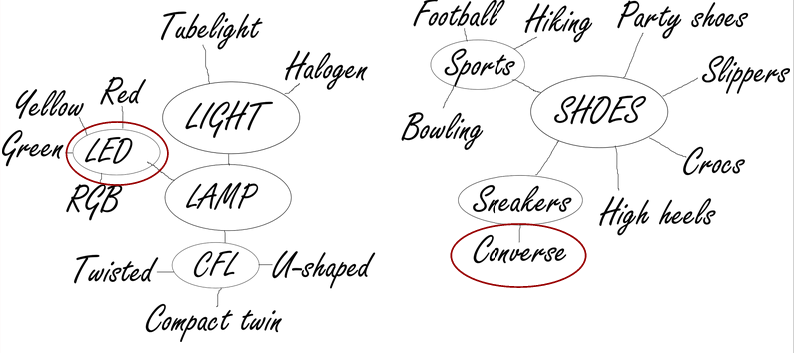 Tubelight
Halogen
LIGHT
Yellow
Red
Green
LED
RGB
LAMP
CFL
Twisted
U-shaped
Compact twin
Football
Hiking
Party shoes
Sports
Slippers
SHOES
Bowling
Crocs
Sneakers
High heels
Converse